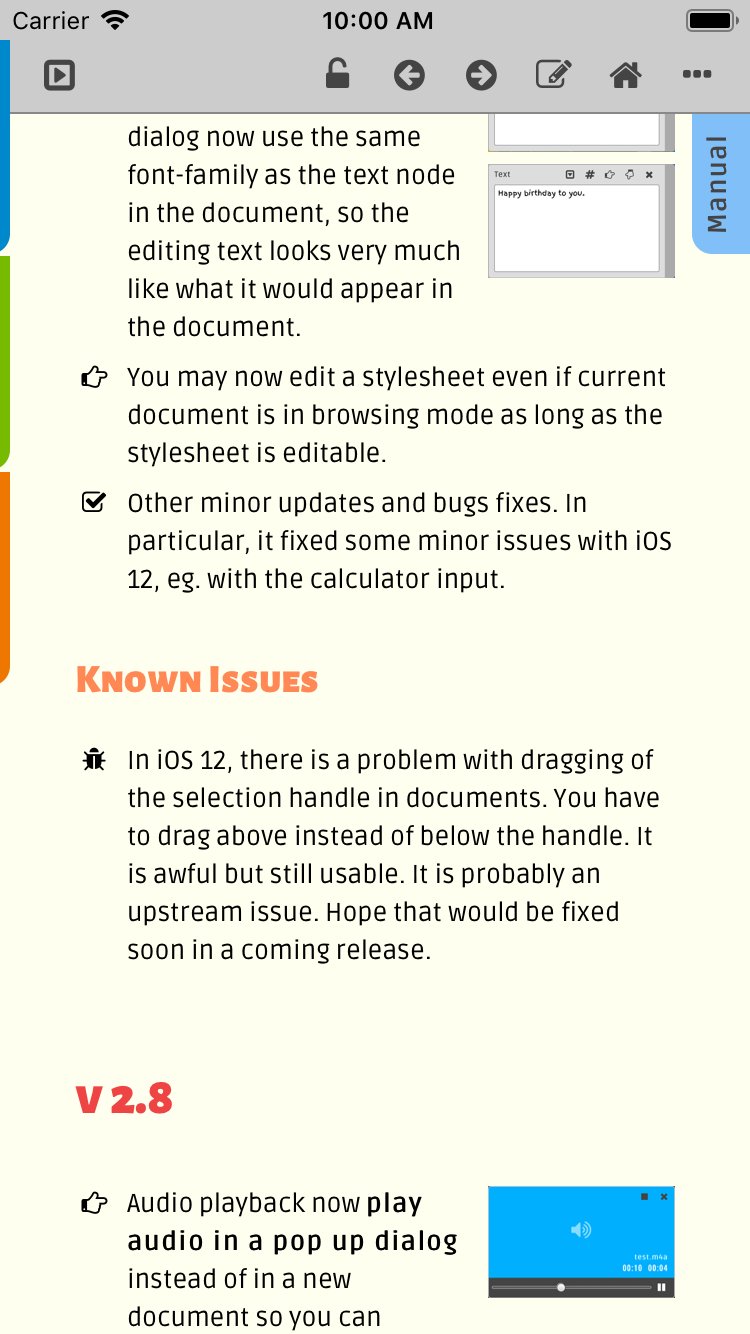 Carrier 10:00 AM
Manual
dialog now use the same
font-family as the text node
in the document, so the
editing text looks very much
like what it would appear in
the document.
Text #
Happy birthday to you.
You may now edit a stylesheet even if current
document is in browsing mode as long as the
stylesheet is editable.
Other minor updates and bugs fixes. In
particular, it fixed some minor issues with iOS
12, eg. with the calculator input.
Known Issues
In iOS 12, there is a problem with dragging of
the selection handle in documents. You have
to drag above instead of below the handle. It
is awful but still usable. It is probably an
upstream issue. Hope that would be fixed
soon in a coming release.
v 2.8
Audio playback now play
audio in a pop up dialog
instead of in a new
document so you can
test.m4a
00:10 00:04